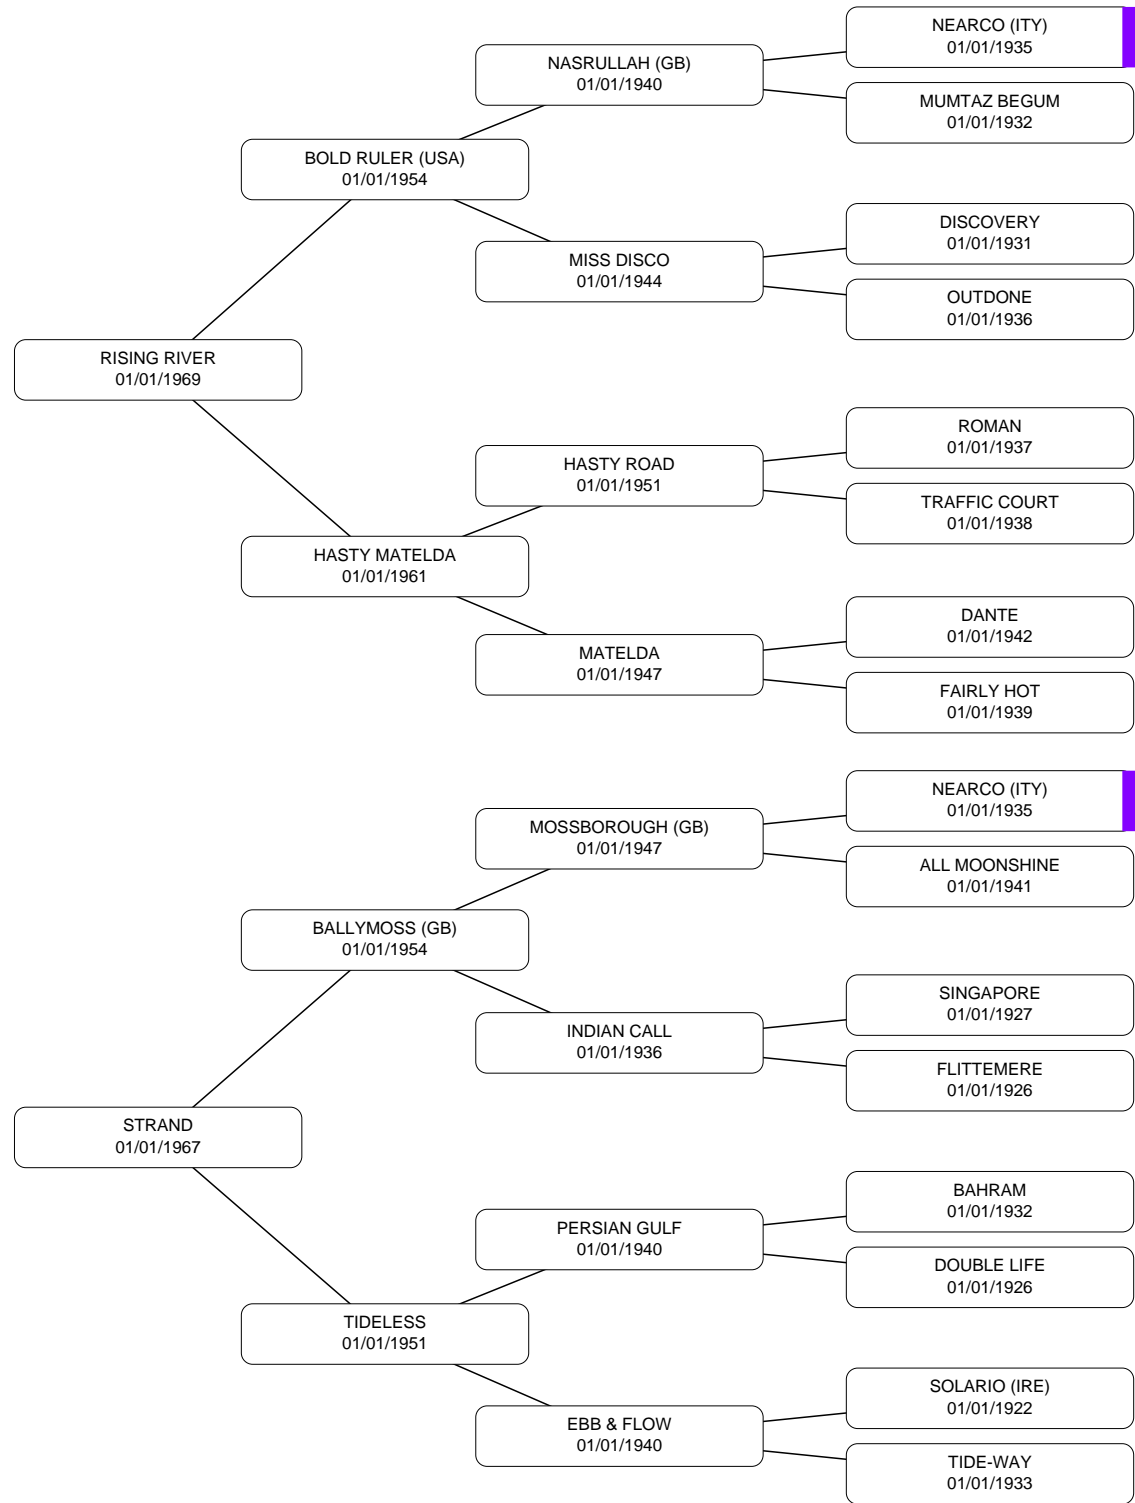 NEARCO (ITY)
01/01/1935
NASRULLAH (GB)
01/01/1940
MUMTAZ BEGUM
01/01/1932
BOLD RULER (USA)
01/01/1954
DISCOVERY
01/01/1931
MISS DISCO
01/01/1944
OUTDONE
01/01/1936
RISING RIVER
01/01/1969
ROMAN
01/01/1937
HASTY ROAD
01/01/1951
TRAFFIC COURT
01/01/1938
HASTY MATELDA
01/01/1961
DANTE
01/01/1942
MATELDA
01/01/1947
FAIRLY HOT
01/01/1939
NEARCO (ITY)
01/01/1935
MOSSBOROUGH (GB)
01/01/1947
ALL MOONSHINE
01/01/1941
BALLYMOSS (GB)
01/01/1954
SINGAPORE
01/01/1927
INDIAN CALL
01/01/1936
FLITTEMERE
01/01/1926
STRAND
01/01/1967
BAHRAM
01/01/1932
PERSIAN GULF
01/01/1940
DOUBLE LIFE
01/01/1926
TIDELESS
01/01/1951
SOLARIO (IRE)
01/01/1922
EBB & FLOW
01/01/1940
TIDE-WAY
01/01/1933